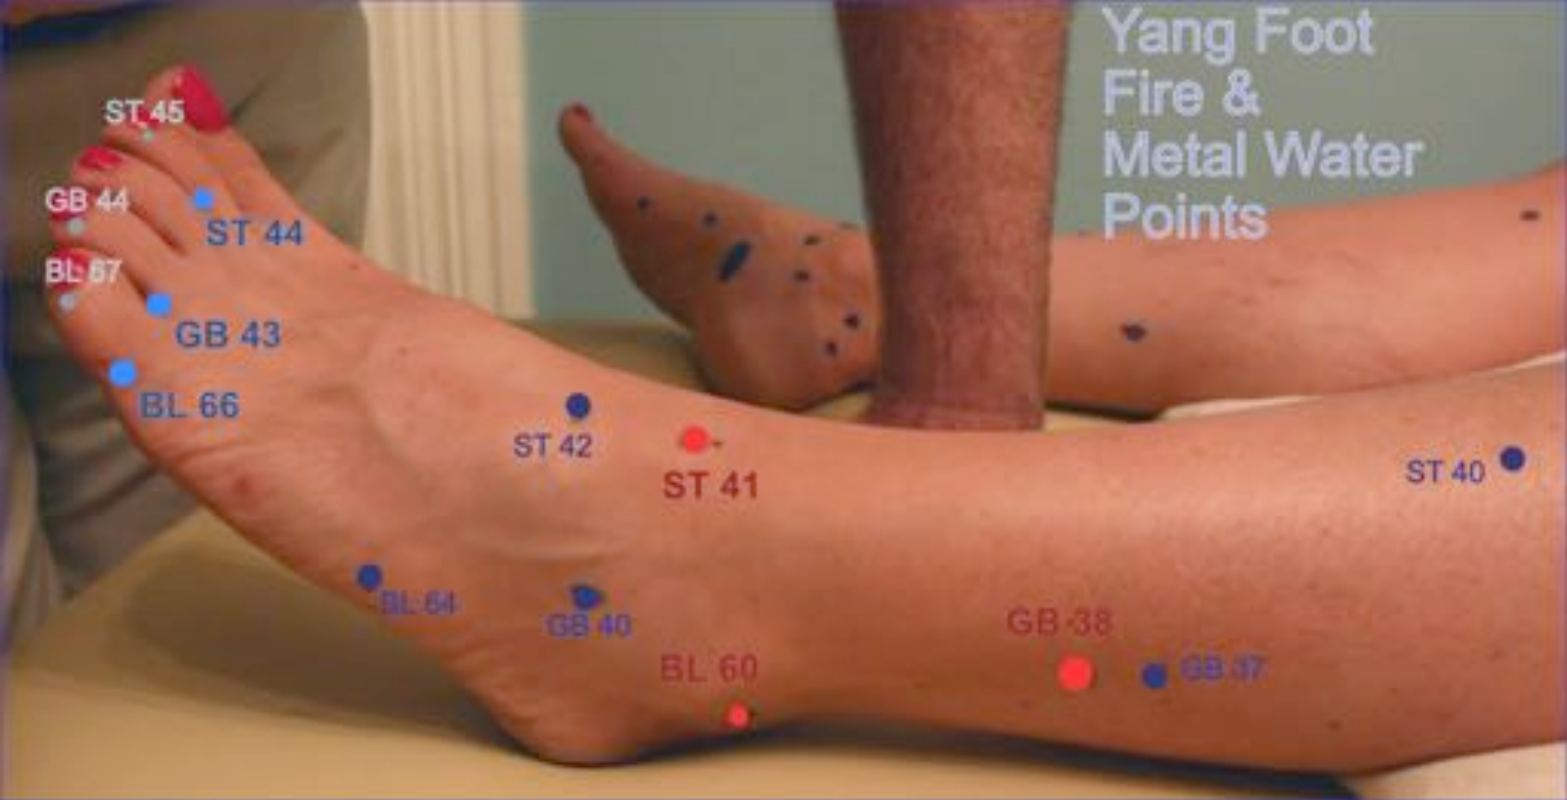 Yang Foot
Fire &
Metal Water
Points
ST 45
GB 44
ST 44
BL 67
GB 43
BL 66
ST 42
ST 41
ST 40
BL 64
GB 40
GB 38
BL 60
GB 37